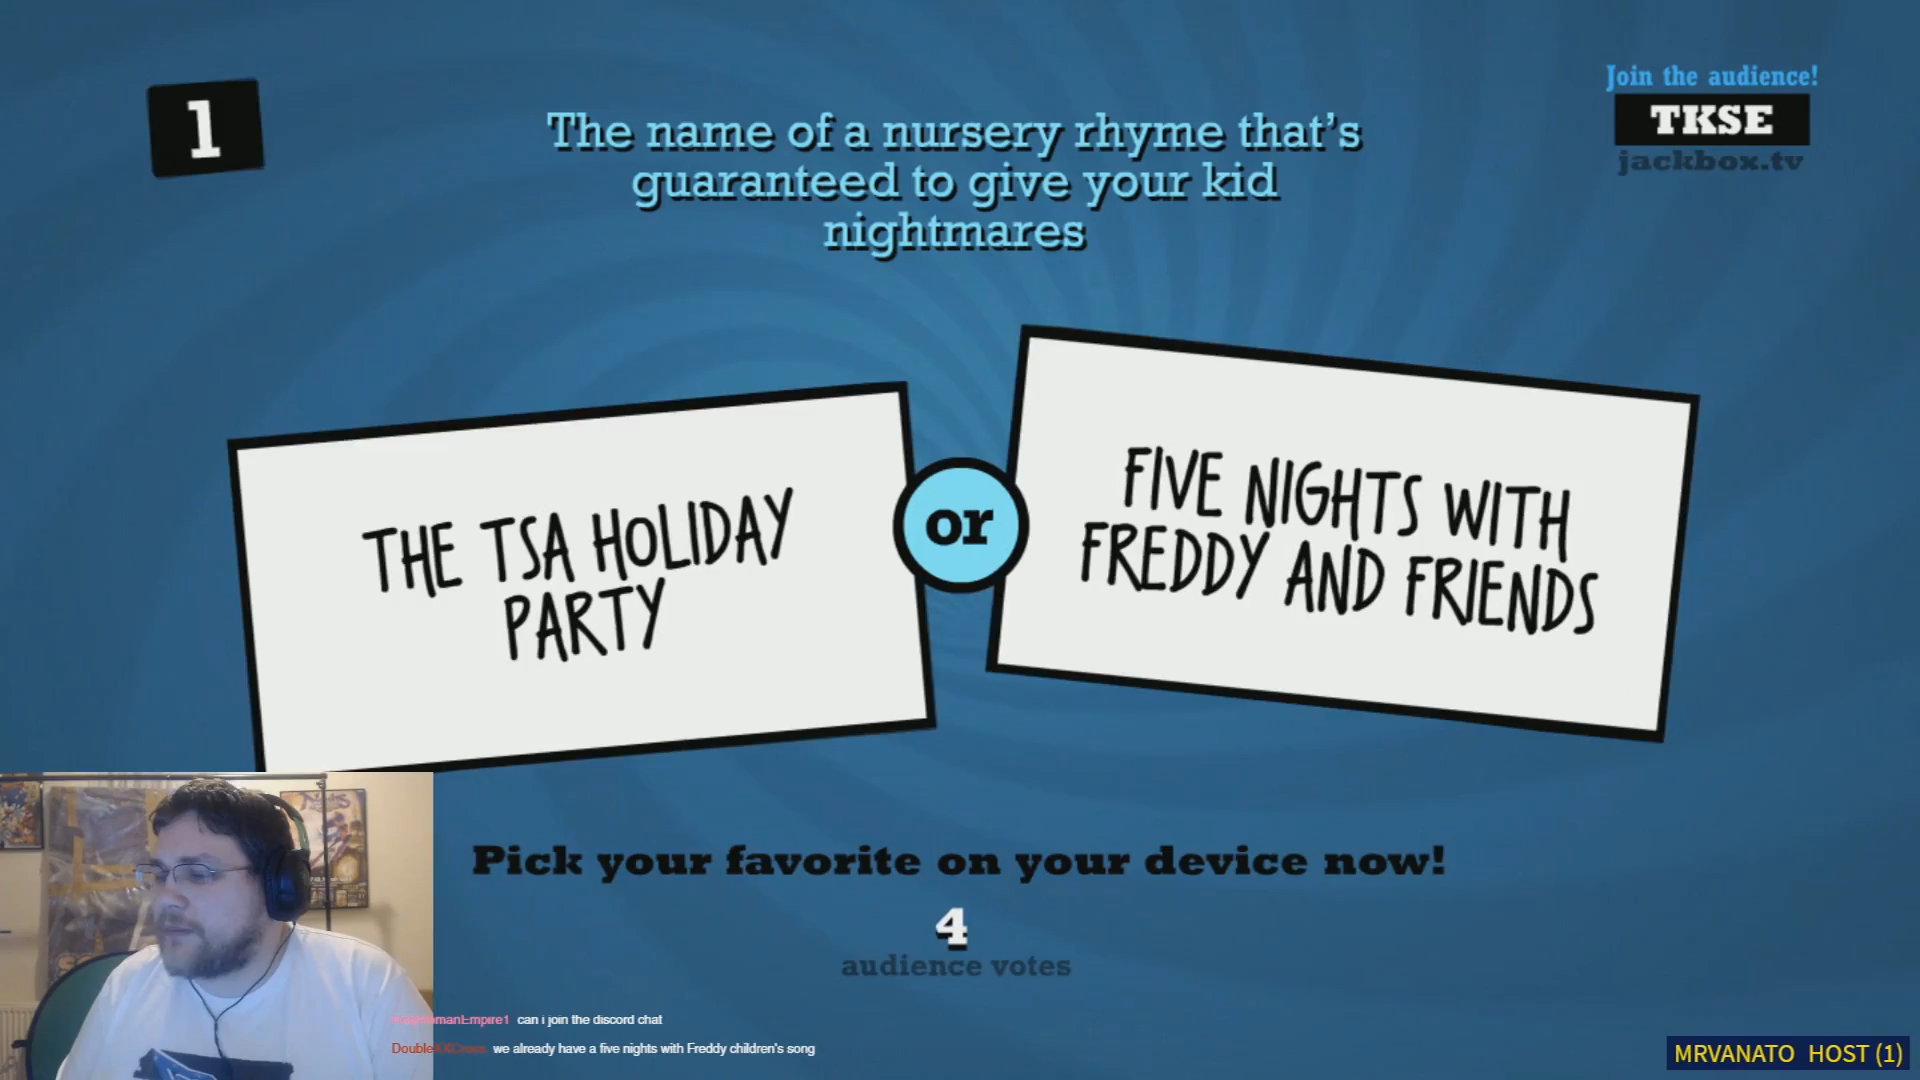 1
Join the audience!
TKSE
jackbox.tv
The name of a nursery rhyme that's
guaranteed to give your kid
nightmares
THE TSA HOLIDAY
PARTY
or
FIVE NIGHTS WITH
FREDDY AND FRIENDS
Pick your favorite on your device now!
4
audience votes
can i join the discord chat
we already have a five nights with Freddy children's song
MRVANATO HOST (1)